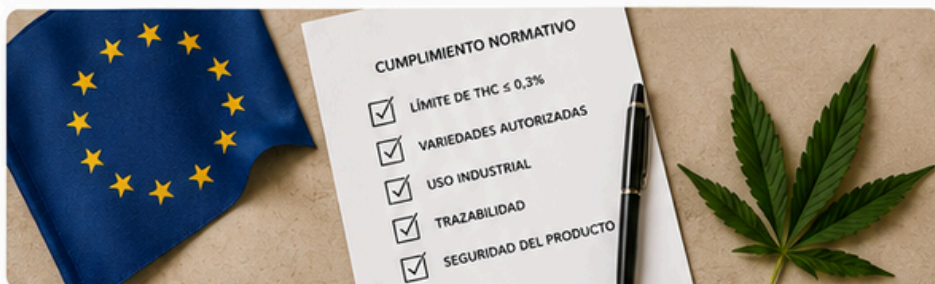 CUMPLIMIENTO NORMATIVO
LÍMITE DE THC ≤ 0,3%
VARIEDADES AUTORIZADAS
USO INDUSTRIAL
TRAZABILIDAD
SEGURIDAD DEL PRODUCTO